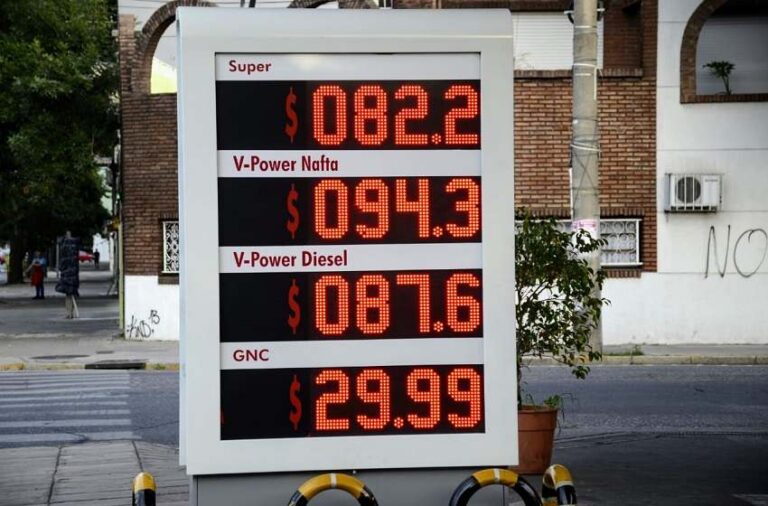 Super
$ 082.2
V-Power Nafta
$ 094.3
V-Power Diesel
$ 087.6
GNC
$ 29.99
NO